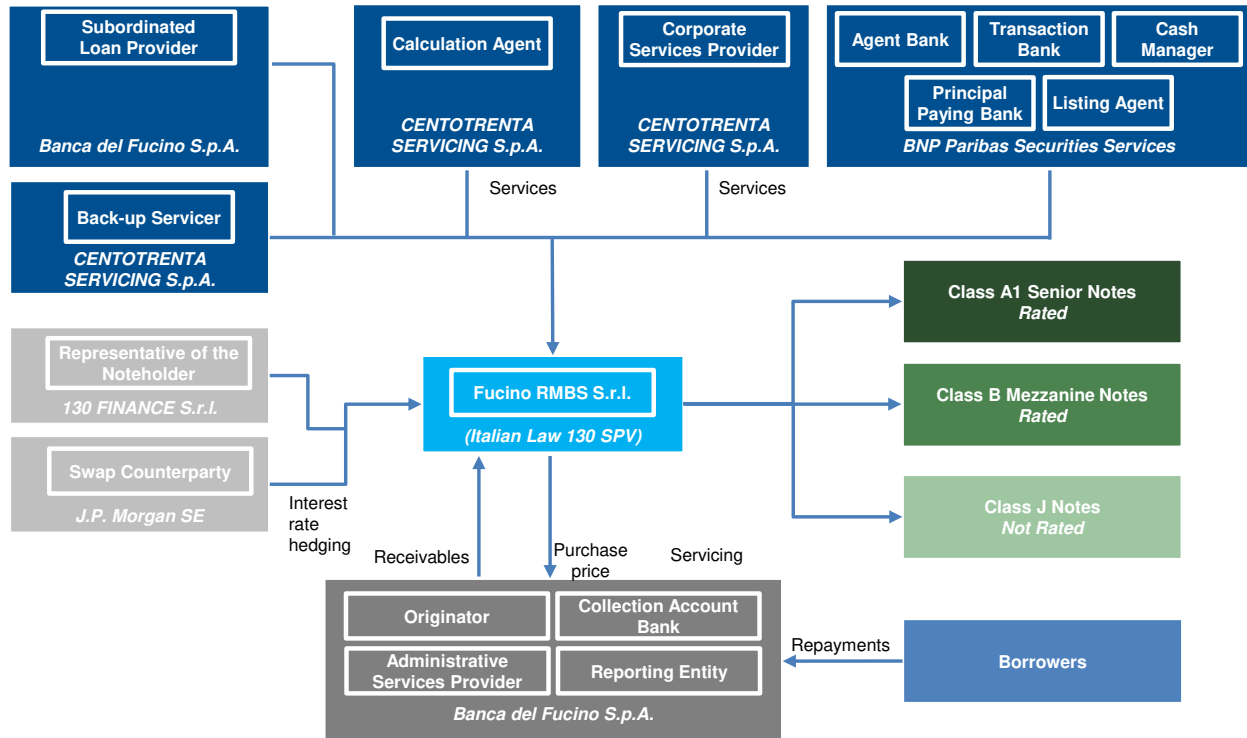 Subordinated
Loan Provider
Banca del Fucino S.p.A.
Calculation Agent
CENTOTRENTA
SERVICING S.p.A.
Corporate
Services Provider
CENTOTRENTA
SERVICING S.p.A.
Agent Bank
Transaction
Bank
Cash
Manager
Principal
Paying Bank
Listing Agent
BNP Paribas Securities Services
Services
Services
Back-up Servicer
CENTOTRENTA
SERVICING S.p.A.
Representative of the
Noteholder
130 FINANCE S.r.l.
Swap Counterparty
J.P. Morgan SE
Interest
rate
hedging
Fucino RMBS S.r.l.
(Italian Law 130 SPV)
Class A1 Senior Notes
Rated
Class B Mezzanine Notes
Rated
Class J Notes
Not Rated
Receivables
Purchase
price
Servicing
Originator
Collection Account
Bank
Administrative
Services Provider
Reporting Entity
Banca del Fucino S.p.A.
Repayments
Borrowers